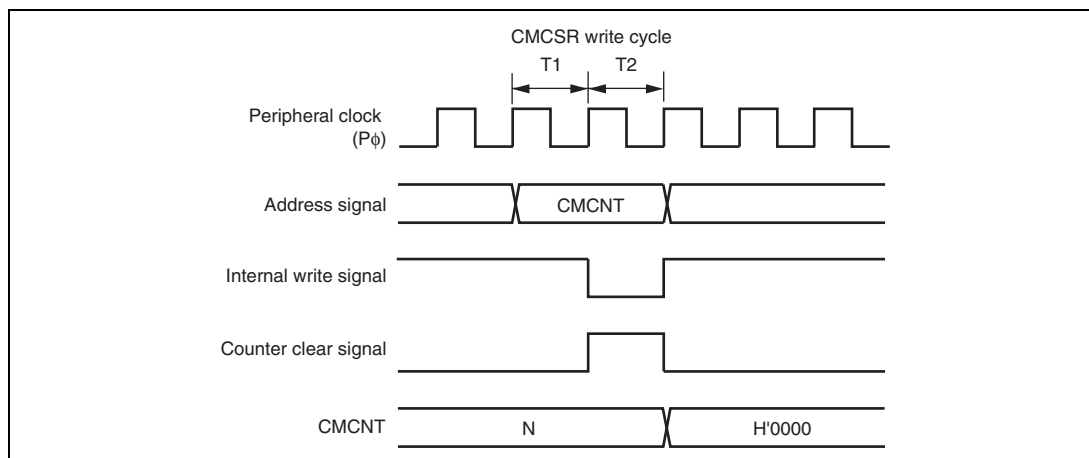 CMCSR write cycle
T1 T2
Peripheral clock
(Pϕ)
Address signal CMCNT
Internal write signal
Counter clear signal
CMCNT N H'0000